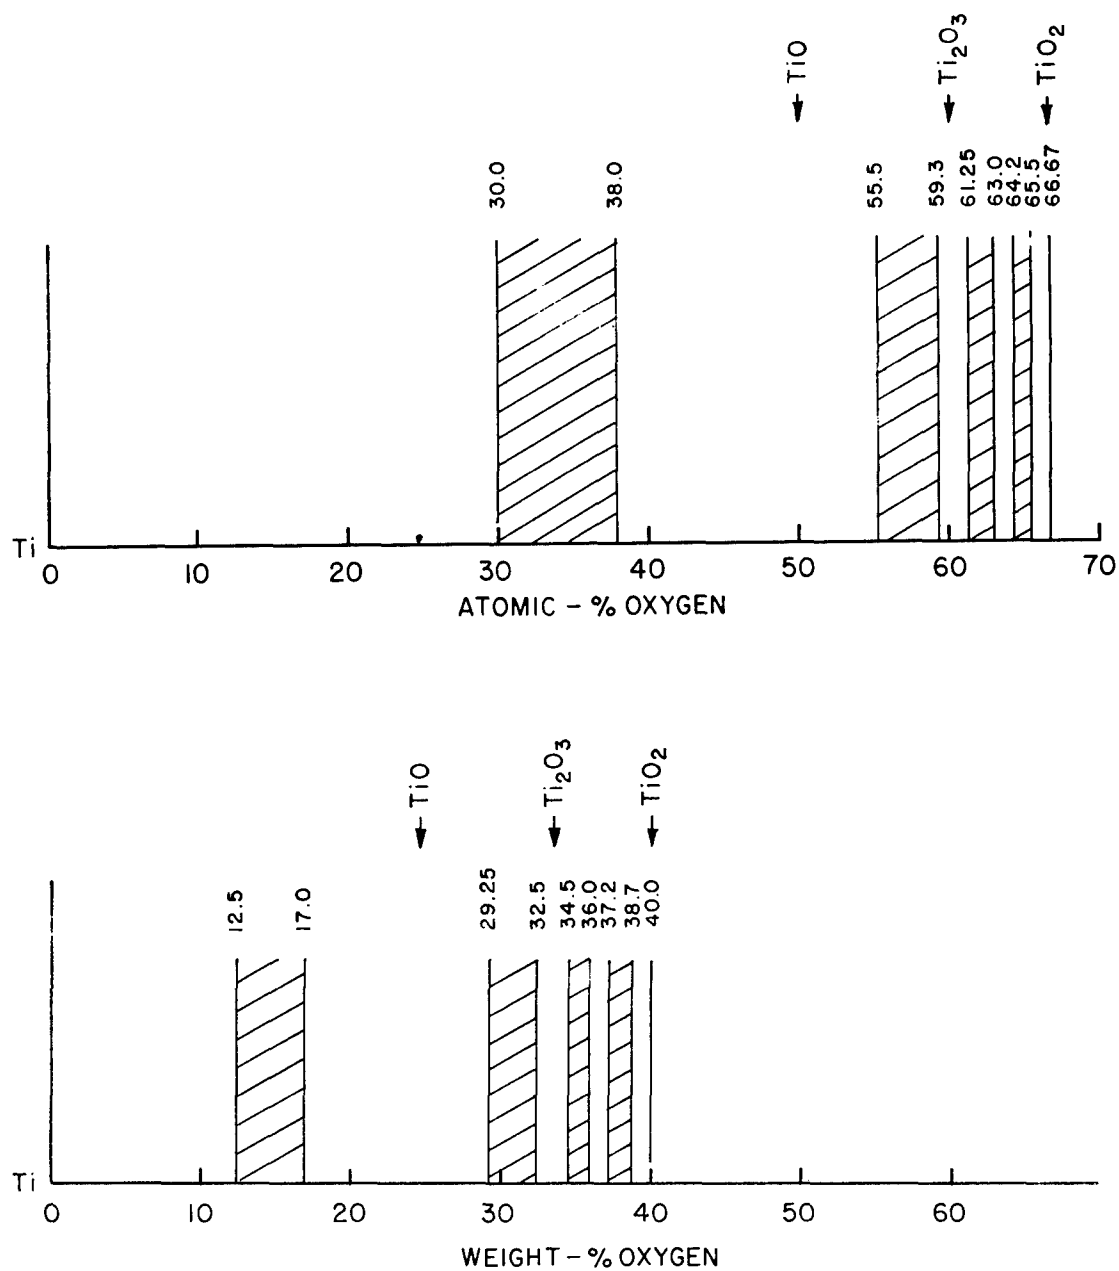 TiO
Ti2O3
TiO2
30.0
38.0
55.5
59.3
61.25
63.0
64.2
65.5
66.67
Ti
0 10 20 30 40 50 60 70
ATOMIC - % OXYGEN
TiO
Ti2O3
TiO2
12.5
17.0
29.25
32.5
34.5
36.0
37.2
38.7
40.0
Ti
0 10 20 30 40 50 60
WEIGHT - % OXYGEN